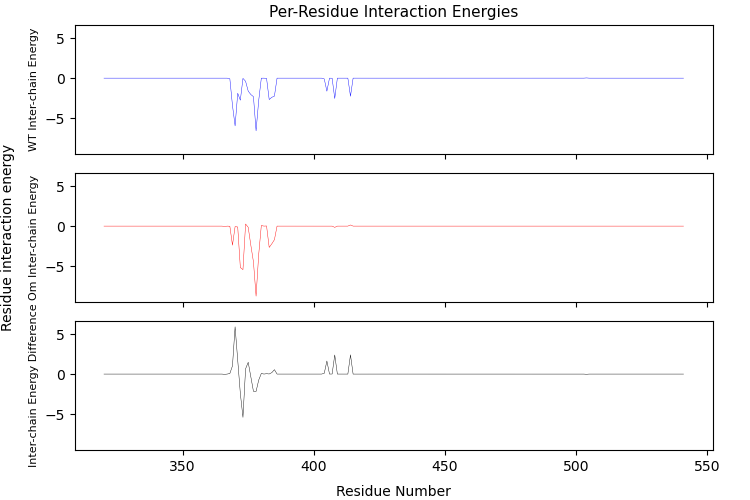 Per-Residue Interaction Energies
Residue interaction energy
WT Inter-chain Energy
5
0
−5
Om Inter-chain Energy
5
0
−5
Inter-chain Energy Difference
5
0
−5
350
400
450
500
550
Residue Number